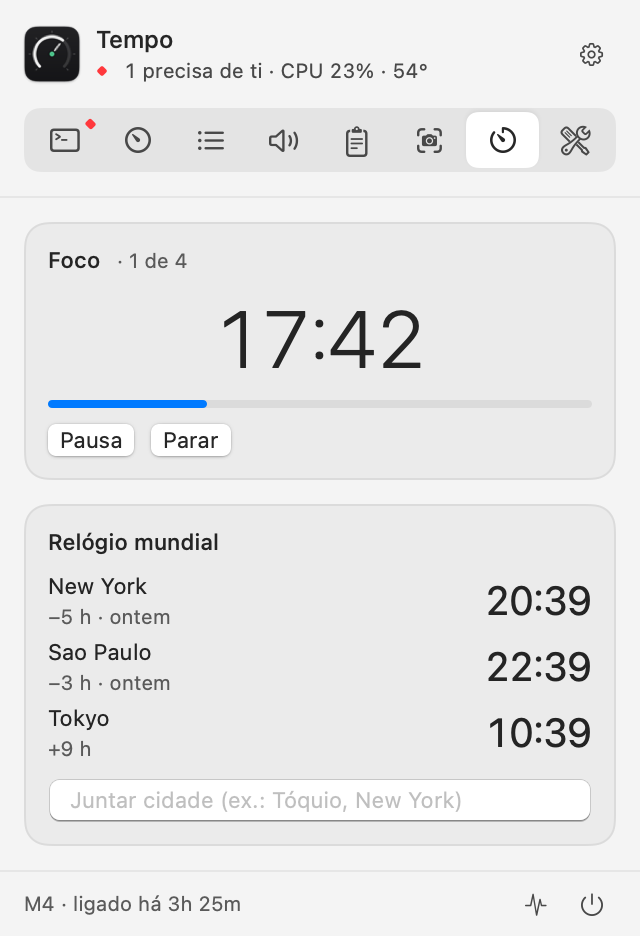 Tempo
1 precisa de ti · CPU 23% · 54°
Foco · 1 de 4
17:42
Pausa Parar
Relógio mundial
New York
–5 h · ontem
20:39
Sao Paulo
–3 h · ontem
22:39
Tokyo
+9 h
10:39
Juntar cidade (ex.: Tóquio, New York)
M4 · ligado há 3h 25m